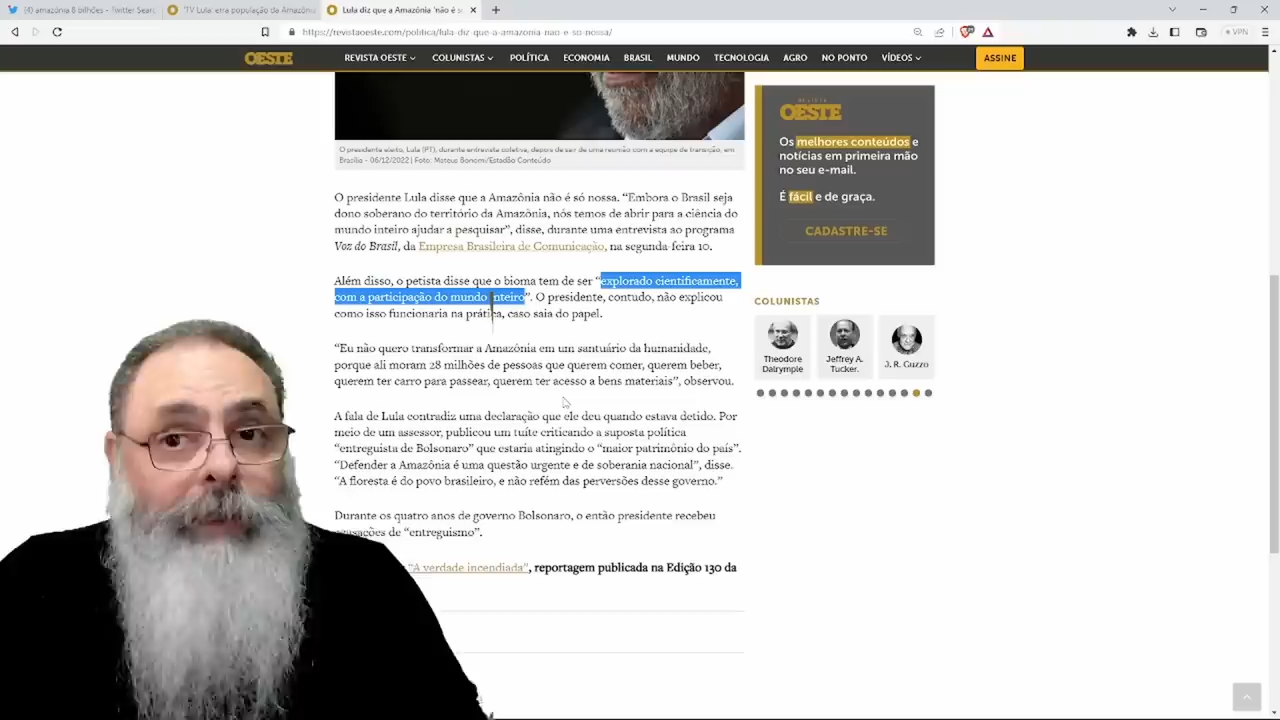 (4) amazônia 8 bilhões - Twitter Sear
'TV Lula' erra população da Amazônia
Lula diz que a Amazônia 'não é s
https://revistaoeste.com/politica/lula-diz-que-a-amazonia-nao-e-so-nossa/
VPN
OESTE
REVISTA OESTE COLUNISTAS POLÍTICA ECONOMIA BRASIL MUNDO TECNOLOGIA AGRO NO PONTO VÍDEOS
ASSINE
O presidente eleito, Lula (PT), durante entrevista coletiva, depois de sair de uma reunião com a equipe de transição, em
Brasília - 06/12/2022 | Foto: Mateus Bonomi/Estadão Conteúdo
O presidente Lula disse que a Amazônia não é só nossa. “Embora o Brasil seja
dono soberano do território da Amazônia, nós temos de abrir para a ciência do
mundo inteiro ajudar a pesquisar”, disse, durante uma entrevista ao programa
Voz do Brasil, da Empresa Brasileira de Comunicação, na segunda-feira 10.
Além disso, o petista disse que o bioma tem de ser “explorado cientificamente,
com a participação do mundo inteiro”. O presidente, contudo, não explicou
como isso funcionaria na prática, caso saia do papel.
“Eu não quero transformar a Amazônia em um santuário da humanidade,
porque ali moram 28 milhões de pessoas que querem comer, querem beber,
querem ter carro para passear, querem ter acesso a bens materiais”, observou.
A fala de Lula contradiz uma declaração que ele deu quando estava detido. Por
meio de um assessor, publicou um tuíte criticando a suposta política
“entreguista de Bolsonaro” que estaria atingindo o “maior patrimônio do país”.
“Defender a Amazônia é uma questão urgente e de soberania nacional”, disse.
“A floresta é do povo brasileiro, e não refém das perversões desse governo.”
Durante os quatro anos de governo Bolsonaro, o então presidente recebeu
acusações de “entreguismo”.
“A verdade incendiada”, reportagem publicada na Edição 130 da
REVISTA
OESTE
Os melhores conteúdos e
notícias em primeira mão
no seu e-mail.
É fácil e de graça.
CADASTRE-SE
COLUNISTAS
Theodore
Dalrymple
Jeffrey A.
Tucker.
J. R. Guzzo